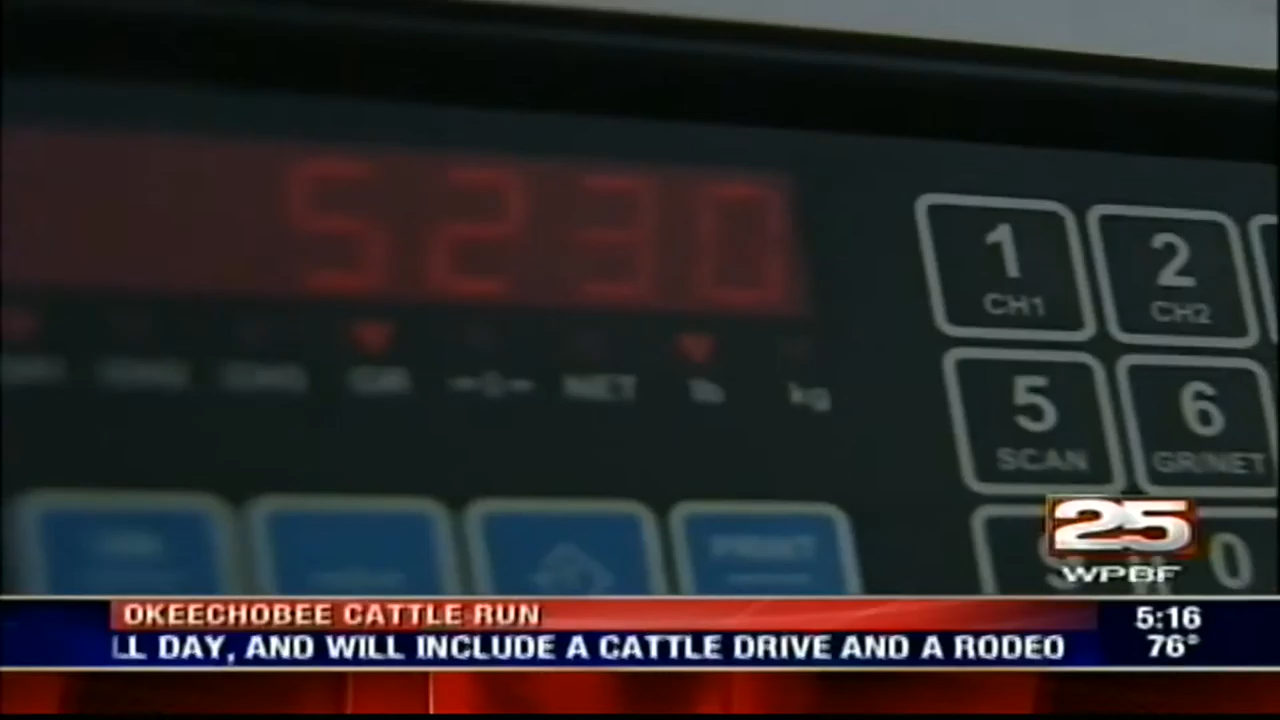 5230
GR
NET
lb
kg
1
CH1
2
CH2
5
SCAN
6
GR/NET
PRINT
0
25
WPBF
OKEECHOBEE CATTLE RUN
LL DAY, AND WILL INCLUDE A CATTLE DRIVE AND A RODEO
5:16
76°